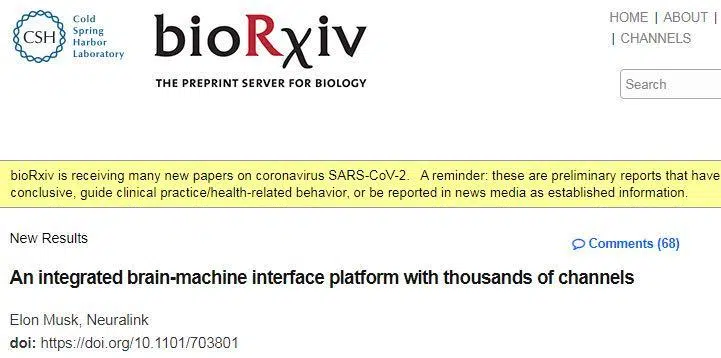 CSH
Cold
Spring
Harbor
Laboratory
bioRχiv
THE PREPRINT SERVER FOR BIOLOGY
HOME | ABOUT |
| CHANNELS
Search
bioRxiv is receiving many new papers on coronavirus SARS-CoV-2. A reminder: these are preliminary reports that have
conclusive, guide clinical practice/health-related behavior, or be reported in news media as established information.
New Results
Comments (68)
An integrated brain-machine interface platform with thousands of channels
Elon Musk, Neuralink
doi: https://doi.org/10.1101/703801